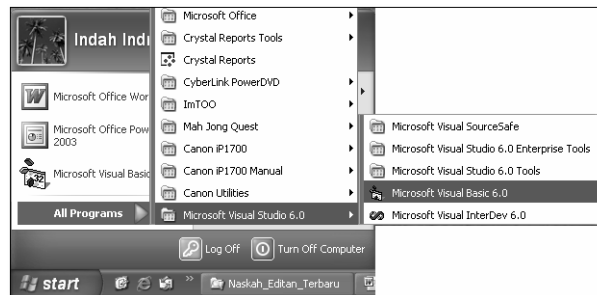 Indah Indr
Microsoft Office Wor
Microsoft Office Pow
2003
Microsoft Visual Basic
All Programs
Microsoft Office
Crystal Reports Tools
Crystal Reports
CyberLink PowerDVD
ImTOO
Mah Jong Quest
Canon iP1700
Canon iP1700 Manual
Canon Utilities
Microsoft Visual Studio 6.0
Microsoft Visual SourceSafe
Microsoft Visual Studio 6.0 Enterprise Tools
Microsoft Visual Studio 6.0 Tools
Microsoft Visual Basic 6.0
Microsoft Visual InterDev 6.0
Log Off
Turn Off Computer
start
Naskah_Editan_Terbaru